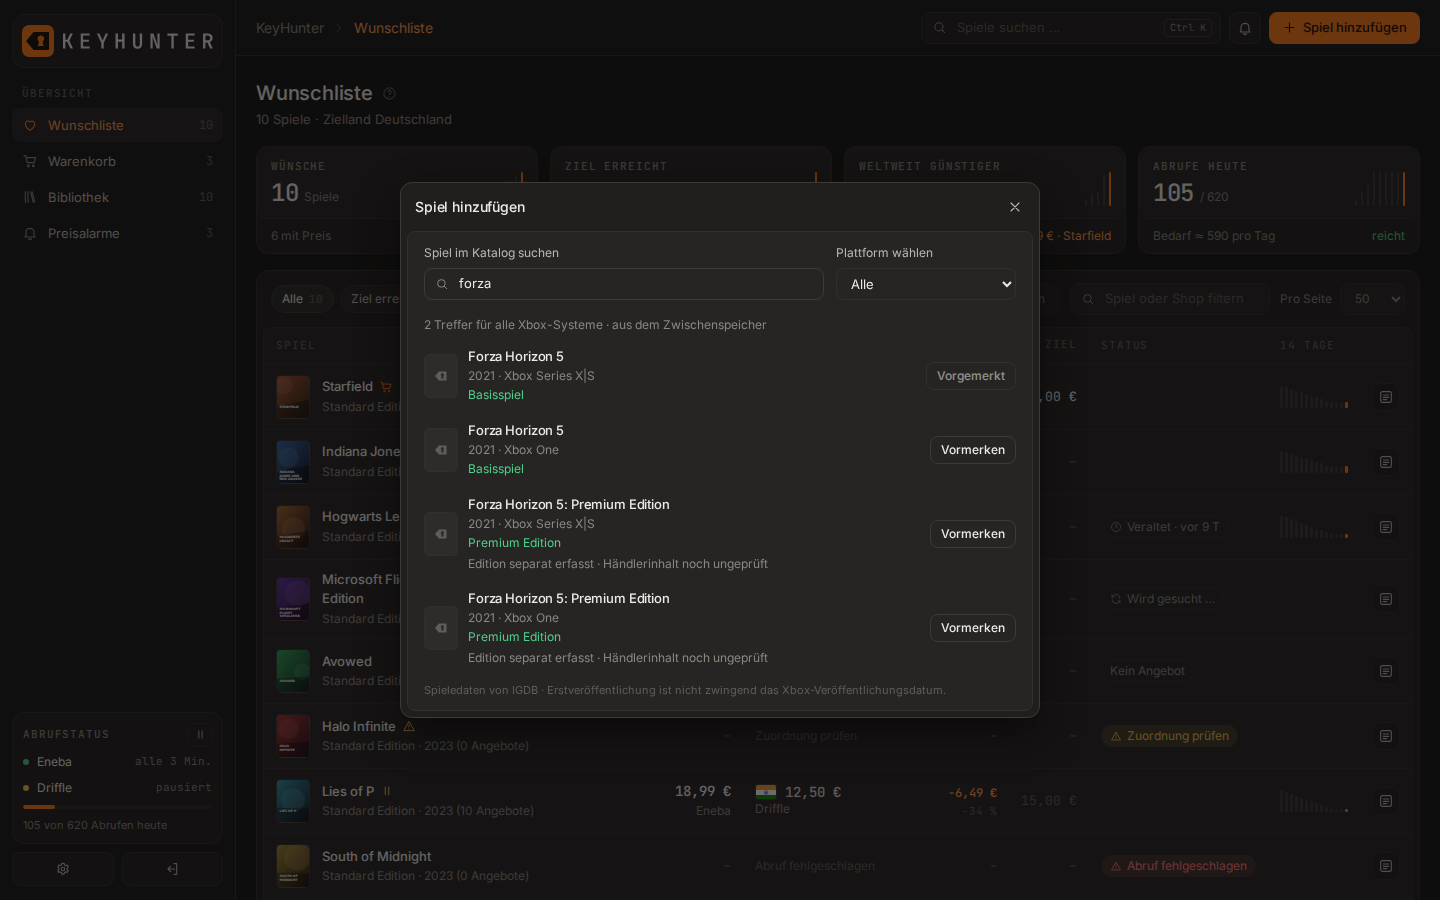 KEYHUNTER
KeyHunter
Wunschliste
Spiele suchen ...
Ctrl K
Spiel hinzufügen
ÜBERSICHT
Wunschliste 10
Warenkorb 3
Bibliothek 10
Preisalarme 3
Wunschliste
10 Spiele · Zielland Deutschland
WÜNSCHE
10 Spiele
6 mit Preis
ZIEL ERREICHT
WELTWEIT GÜNSTIGER
€ · Starfield
ABRUFE HEUTE
105 / 620
Bedarf ≈ 590 pro Tag
reicht
Spiel hinzufügen
Spiel im Katalog suchen
Plattform wählen
forza
Alle
2 Treffer für alle Xbox-Systeme · aus dem Zwischenspeicher
Forza Horizon 5
2021 · Xbox Series X|S
Basisspiel
Vorgemerkt
Forza Horizon 5
2021 · Xbox One
Basisspiel
Vormerken
Forza Horizon 5: Premium Edition
2021 · Xbox Series X|S
Premium Edition
Edition separat erfasst · Händlerinhalt noch ungeprüft
Vormerken
Forza Horizon 5: Premium Edition
2021 · Xbox One
Premium Edition
Edition separat erfasst · Händlerinhalt noch ungeprüft
Vormerken
Spieledaten von IGDB · Erstveröffentlichung ist nicht zwingend das Xbox-Veröffentlichungsdatum.
Alle 10
Ziel erre
Spiel oder Shop filtern
Pro Seite
50
SPIEL
ZIEL
STATUS
14 TAGE
Starfield
Standard Editi
,00 €
Indiana Jone
Standard Editi
–
Hogwarts Le
Standard Editi
–
Veraltet · vor 9 T
Microsoft Fli
Edition
Standard Editi
–
Wird gesucht ...
Avowed
Standard Editi
–
Kein Angebot
Halo Infinite
Standard Edition · 2023 (0 Angebote)
–
Zuordnung prüfen
–
–
Zuordnung prüfen
Lies of P
Standard Edition · 2023 (10 Angebote)
18,99 €
Eneba
12,50 €
Driffle
-6,49 €
-34 %
15,00 €
South of Midnight
Standard Edition · 2023 (0 Angebote)
–
Abruf fehlgeschlagen
–
–
Abruf fehlgeschlagen
ABRUFSTATUS
Eneba alle 3 Min.
Driffle pausiert
105 von 620 Abrufen heute